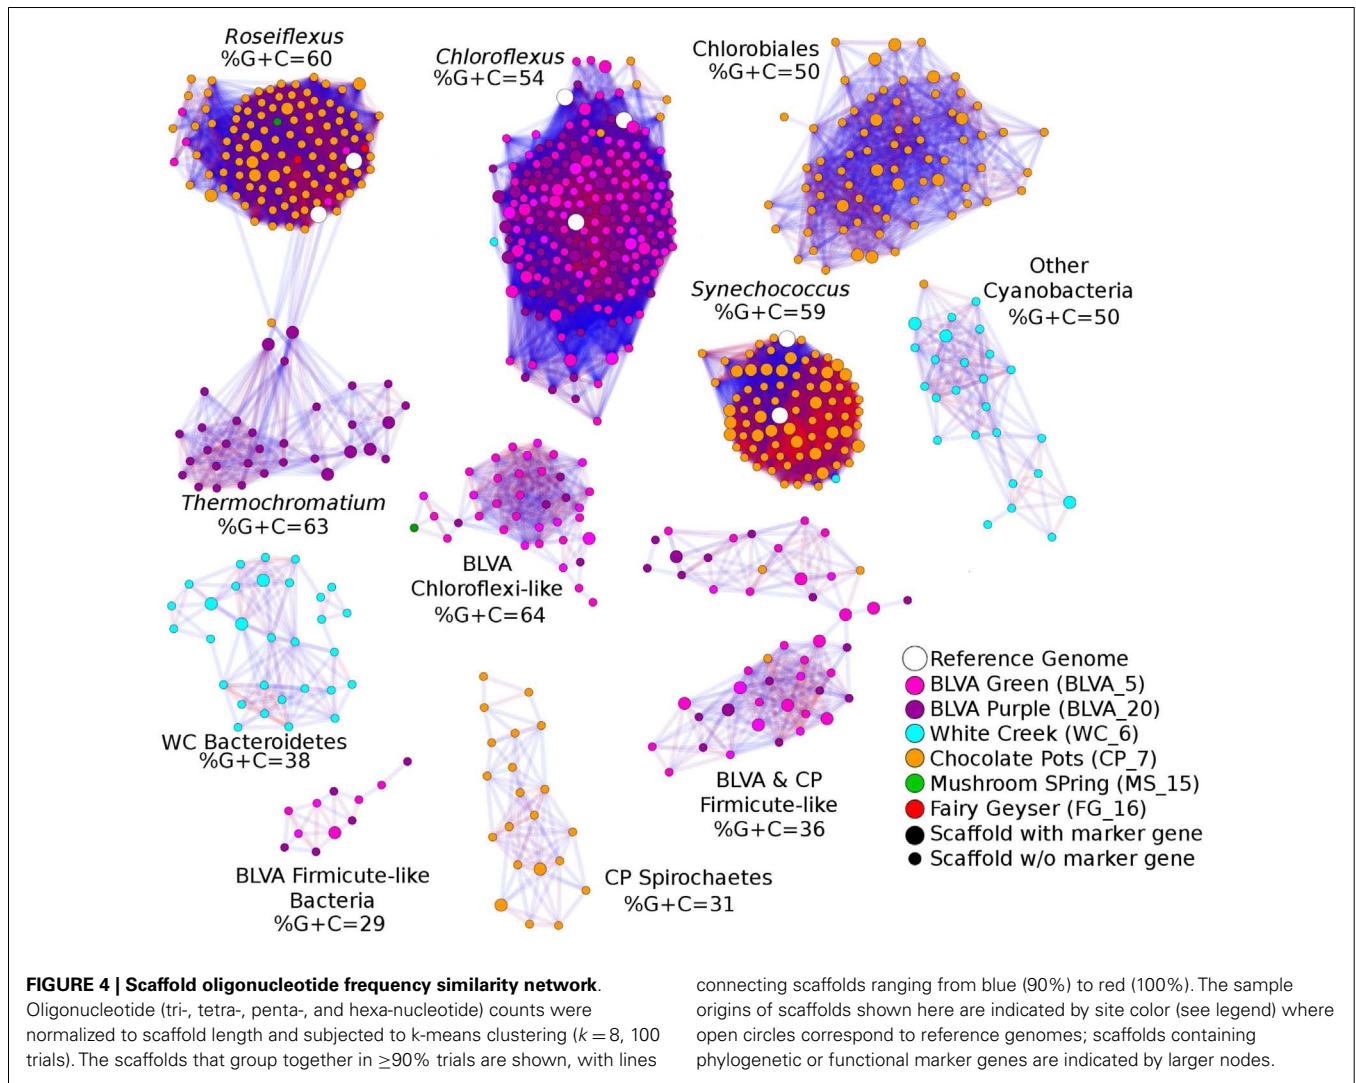 Roseiflexus
%G+C=60
Chloroflexus
%G+C=54
Chlorobiales
%G+C=50
Other
Cyanobacteria
%G+C=50
Synechococcus
%G+C=59
Thermochromatium
%G+C=63
BLVA
Chloroflexi-like
%G+C=64
WC Bacteroidetes
%G+C=38
BLVA & CP
Firmicute-like
%G+C=36
BLVA Firmicute-like
Bacteria
%G+C=29
CP Spirochaetes
%G+C=31
Reference Genome
BLVA Green (BLVA_5)
BLVA Purple (BLVA_20)
White Creek (WC_6)
Chocolate Pots (CP_7)
Mushroom SPring (MS_15)
Fairy Geyser (FG_16)
Scaffold with marker gene
Scaffold w/o marker gene
FIGURE 4 | Scaffold oligonucleotide frequency similarity network.
Oligonucleotide (tri-, tetra-, penta-, and hexa-nucleotide) counts were
normalized to scaffold length and subjected to k-means clustering (k = 8, 100
trials). The scaffolds that group together in ≥90% trials are shown, with lines
connecting scaffolds ranging from blue (90%) to red (100%). The sample
origins of scaffolds shown here are indicated by site color (see legend) where
open circles correspond to reference genomes; scaffolds containing
phylogenetic or functional marker genes are indicated by larger nodes.